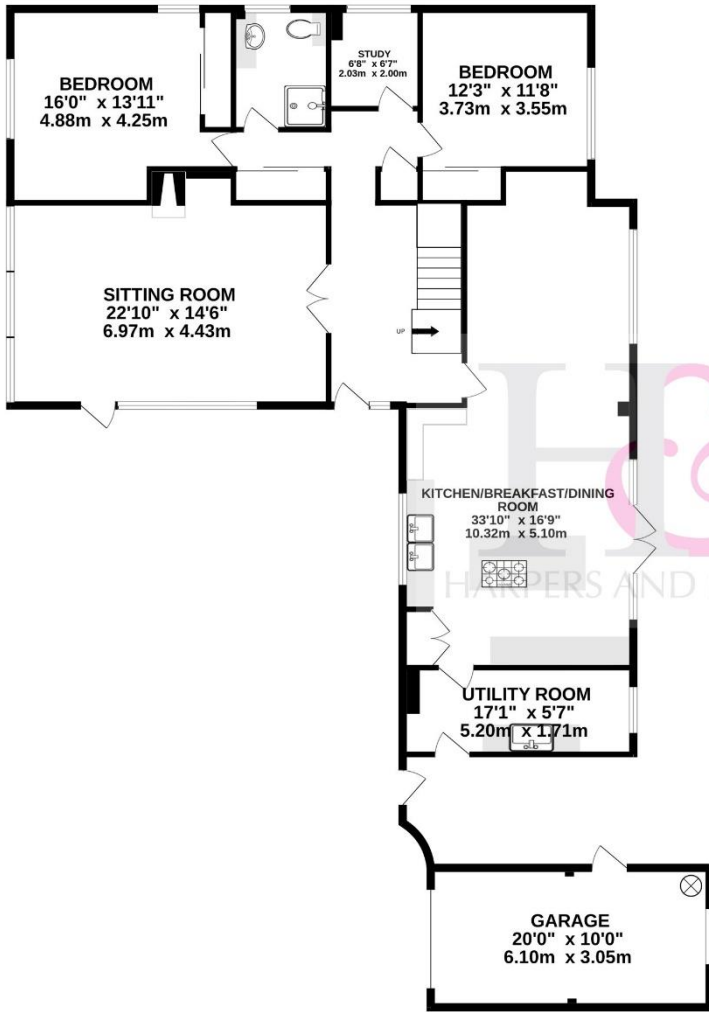 BEDROOM
16'0" x 13'11"
4.88m x 4.25m
STUDY
6'8" x 6'7"
2.03m x 2.00m
BEDROOM
12'3" x 11'8"
3.73m x 3.55m
SITTING ROOM
22'10" x 14'6"
6.97m x 4.43m
UP
KITCHEN/BREAKFAST/DINING
ROOM
33'10" x 16'9"
10.32m x 5.10m
H
HARPERS AND
UTILITY ROOM
17'1" x 5'7"
5.20m x 1.71m
GARAGE
20'0" x 10'0"
6.10m x 3.05m